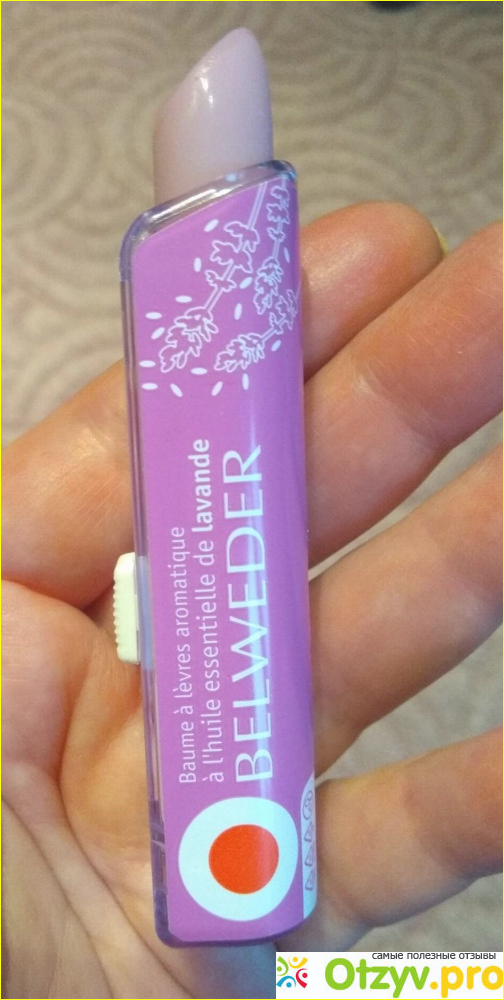 Baume à lèvres aromatique
à l'huile essentielle de lavande
BELWEDER
самые полезные отзывы
Otzyv.pro